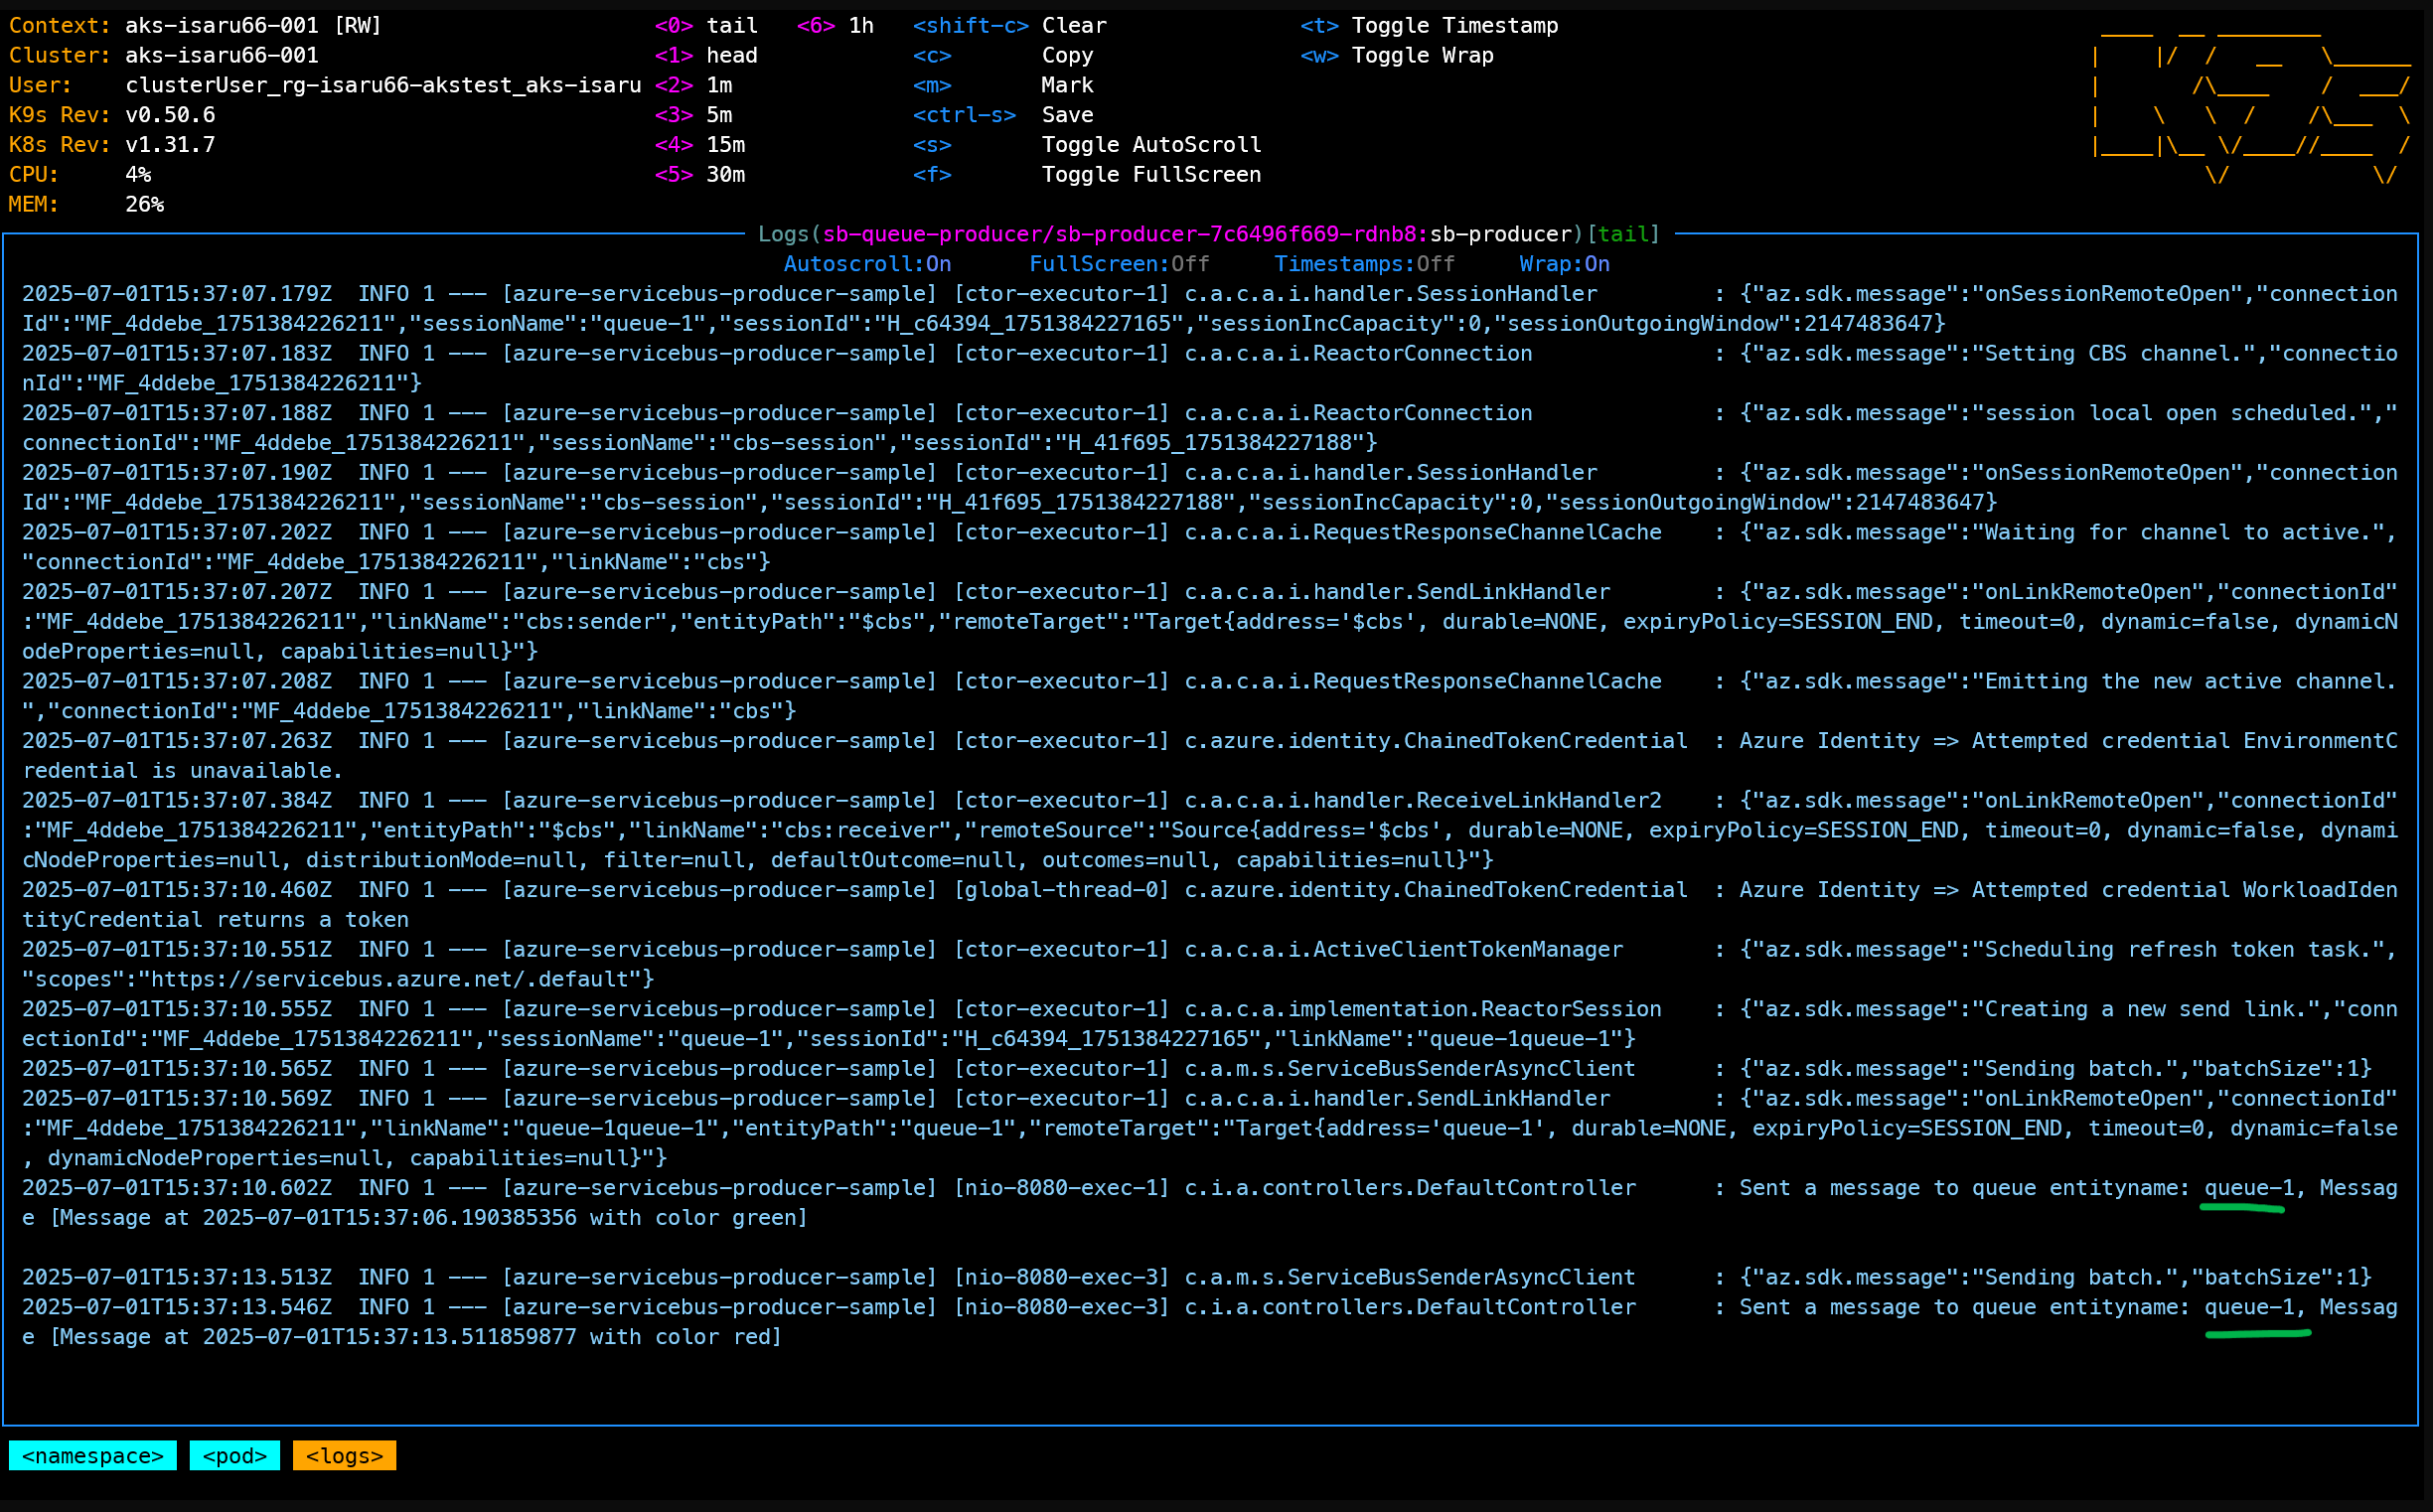 Context: aks-isaru66-001 [RW] <0> tail <6> 1h <shift-c> Clear <t> Toggle Timestamp
Cluster: aks-isaru66-001 <1> head <c> Copy <w> Toggle Wrap
User: clusterUser_rg-isaru66-akstest_aks-isaru <2> 1m <m> Mark
K9s Rev: v0.50.6 <3> 5m <ctrl-s> Save
K8s Rev: v1.31.7 <4> 15m <s> Toggle AutoScroll
CPU: 4% <5> 30m <f> Toggle FullScreen
MEM: 26%
Logs(sb-queue-producer/sb-producer-7c6496f669-rdnb8:sb-producer)[tail]
Autoscroll:On FullScreen:Off Timestamps:Off Wrap:On
2025-07-01T15:37:07.179Z  INFO 1 --- [azure-servicebus-producer-sample] [ctor-executor-1] c.a.c.a.i.handler.SessionHandler         : {"az.sdk.message":"onSessionRemoteOpen","connection
Id":"MF_4ddebe_1751384226211","sessionName":"queue-1","sessionId":"H_c64394_1751384227165","sessionIncCapacity":0,"sessionOutgoingWindow":2147483647}
2025-07-01T15:37:07.183Z  INFO 1 --- [azure-servicebus-producer-sample] [ctor-executor-1] c.a.c.a.i.ReactorConnection              : {"az.sdk.message":"Setting CBS channel.","connectio
nId":"MF_4ddebe_1751384226211"}
2025-07-01T15:37:07.188Z  INFO 1 --- [azure-servicebus-producer-sample] [ctor-executor-1] c.a.c.a.i.ReactorConnection              : {"az.sdk.message":"session local open scheduled.","
connectionId":"MF_4ddebe_1751384226211","sessionName":"cbs-session","sessionId":"H_41f695_1751384227188"}
2025-07-01T15:37:07.190Z  INFO 1 --- [azure-servicebus-producer-sample] [ctor-executor-1] c.a.c.a.i.handler.SessionHandler         : {"az.sdk.message":"onSessionRemoteOpen","connection
Id":"MF_4ddebe_1751384226211","sessionName":"cbs-session","sessionId":"H_41f695_1751384227188","sessionIncCapacity":0,"sessionOutgoingWindow":2147483647}
2025-07-01T15:37:07.202Z  INFO 1 --- [azure-servicebus-producer-sample] [ctor-executor-1] c.a.c.a.i.RequestResponseChannelCache    : {"az.sdk.message":"Waiting for channel to active.",
"connectionId":"MF_4ddebe_1751384226211","linkName":"cbs"}
2025-07-01T15:37:07.207Z  INFO 1 --- [azure-servicebus-producer-sample] [ctor-executor-1] c.a.c.a.i.handler.SendLinkHandler        : {"az.sdk.message":"onLinkRemoteOpen","connectionId"
:"MF_4ddebe_1751384226211","linkName":"cbs:sender","entityPath":"$cbs","remoteTarget":"Target{address='$cbs', durable=NONE, expiryPolicy=SESSION_END, timeout=0, dynamic=false, dynamicN
odeProperties=null, capabilities=null}"}
2025-07-01T15:37:07.208Z  INFO 1 --- [azure-servicebus-producer-sample] [ctor-executor-1] c.a.c.a.i.RequestResponseChannelCache    : {"az.sdk.message":"Emitting the new active channel.
","connectionId":"MF_4ddebe_1751384226211","linkName":"cbs"}
2025-07-01T15:37:07.263Z  INFO 1 --- [azure-servicebus-producer-sample] [ctor-executor-1] c.azure.identity.ChainedTokenCredential  : Azure Identity => Attempted credential EnvironmentC
redential is unavailable.
2025-07-01T15:37:07.384Z  INFO 1 --- [azure-servicebus-producer-sample] [ctor-executor-1] c.a.c.a.i.handler.ReceiveLinkHandler2    : {"az.sdk.message":"onLinkRemoteOpen","connectionId"
:"MF_4ddebe_1751384226211","entityPath":"$cbs","linkName":"cbs:receiver","remoteSource":"Source{address='$cbs', durable=NONE, expiryPolicy=SESSION_END, timeout=0, dynamic=false, dynami
cNodeProperties=null, distributionMode=null, filter=null, defaultOutcome=null, outcomes=null, capabilities=null}"}
2025-07-01T15:37:10.460Z  INFO 1 --- [azure-servicebus-producer-sample] [global-thread-0] c.azure.identity.ChainedTokenCredential  : Azure Identity => Attempted credential WorkloadIden
tityCredential returns a token
2025-07-01T15:37:10.551Z  INFO 1 --- [azure-servicebus-producer-sample] [ctor-executor-1] c.a.c.a.i.ActiveClientTokenManager       : {"az.sdk.message":"Scheduling refresh token task.",
"scopes":"https://servicebus.azure.net/.default"}
2025-07-01T15:37:10.555Z  INFO 1 --- [azure-servicebus-producer-sample] [ctor-executor-1] c.a.c.a.implementation.ReactorSession    : {"az.sdk.message":"Creating a new send link.","conn
ectionId":"MF_4ddebe_1751384226211","sessionName":"queue-1","sessionId":"H_c64394_1751384227165","linkName":"queue-1queue-1"}
2025-07-01T15:37:10.565Z  INFO 1 --- [azure-servicebus-producer-sample] [ctor-executor-1] c.a.m.s.ServiceBusSenderAsyncClient      : {"az.sdk.message":"Sending batch.","batchSize":1}
2025-07-01T15:37:10.569Z  INFO 1 --- [azure-servicebus-producer-sample] [ctor-executor-1] c.a.c.a.i.handler.SendLinkHandler        : {"az.sdk.message":"onLinkRemoteOpen","connectionId"
:"MF_4ddebe_1751384226211","linkName":"queue-1queue-1","entityPath":"queue-1","remoteTarget":"Target{address='queue-1', durable=NONE, expiryPolicy=SESSION_END, timeout=0, dynamic=false
, dynamicNodeProperties=null, capabilities=null}"}
2025-07-01T15:37:10.602Z  INFO 1 --- [azure-servicebus-producer-sample] [nio-8080-exec-1] c.i.a.controllers.DefaultController      : Sent a message to queue entityname: queue-1, Messag
e [Message at 2025-07-01T15:37:06.190385356 with color green]
2025-07-01T15:37:13.513Z  INFO 1 --- [azure-servicebus-producer-sample] [nio-8080-exec-3] c.a.m.s.ServiceBusSenderAsyncClient      : {"az.sdk.message":"Sending batch.","batchSize":1}
2025-07-01T15:37:13.546Z  INFO 1 --- [azure-servicebus-producer-sample] [nio-8080-exec-3] c.i.a.controllers.DefaultController      : Sent a message to queue entityname: queue-1, Messag
e [Message at 2025-07-01T15:37:13.511859877 with color red]
<namespace> <pod> <logs>